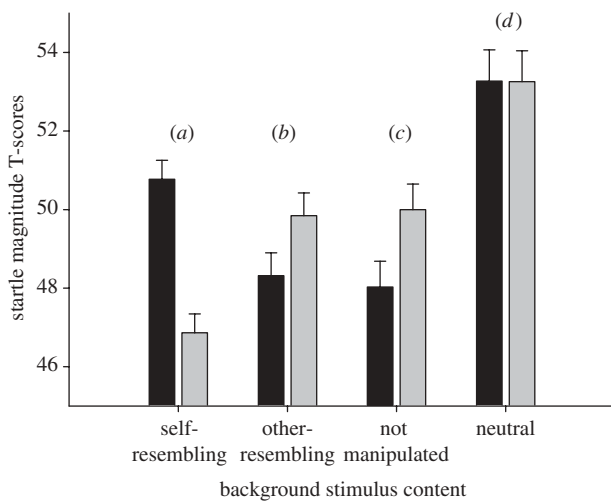 54
52
50
48
46
startle magnitude T-scores
(a)
(b)
(c)
(d)
self-
resembling
other-
resembling
not
manipulated
neutral
background stimulus content